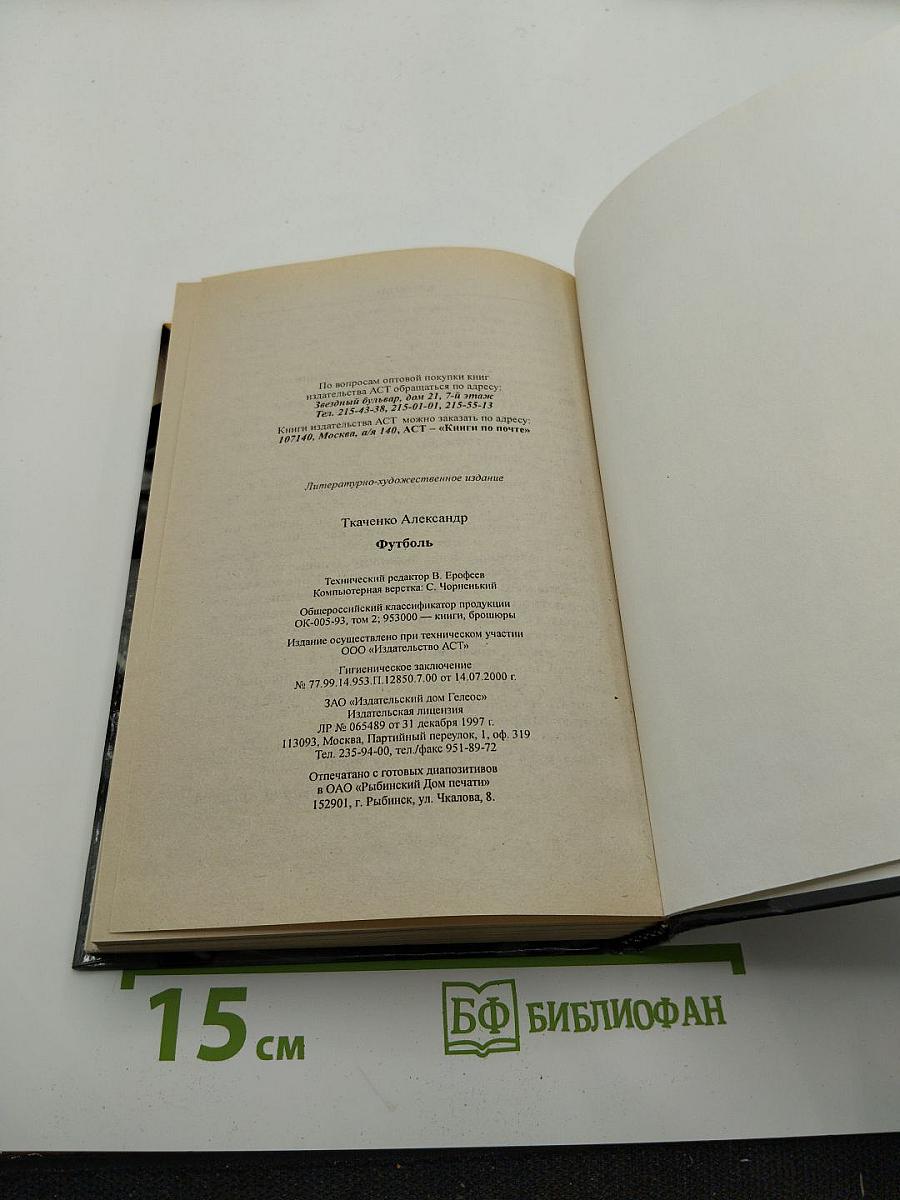 По вопросам оптовой покупки книг
издательства АСТ обращаться по адресу:
Звездный бульвар, дом 21, 7-й этаж
Тел. 215-43-38, 215-01-01, 215-55-13
Книги издательства АСТ можно заказать по адресу:
107140, Москва, а/я 140, АСТ – «Книги по почте»
Литературно-художественное издание
Ткаченко Александр
Футболь
Технический редактор В. Ерофеев
Компьютерная верстка: С. Чорненький
Общероссийский классификатор продукции
ОК-005-93, том 2; 953000 — книги, брошюры
Издание осуществлено при техническом участии
ООО «Издательство АСТ»
Гигиеническое заключение
№ 77.99.14.953.П.12850.7.00 от 14.07.2000 г.
ЗАО «Издательский дом Гелеос»
Издательская лицензия
ЛР № 065489 от 31 декабря 1997 г.
113093, Москва, Партийный переулок, 1, оф. 319
Тел. 235-94-00, тел./факс 951-89-72
Отпечатано с готовых диапозитивов
в ОАО «Рыбинский Дом печати»
152901, г. Рыбинск, ул. Чкалова, 8.
15 см
БФ БИБЛИОФАН